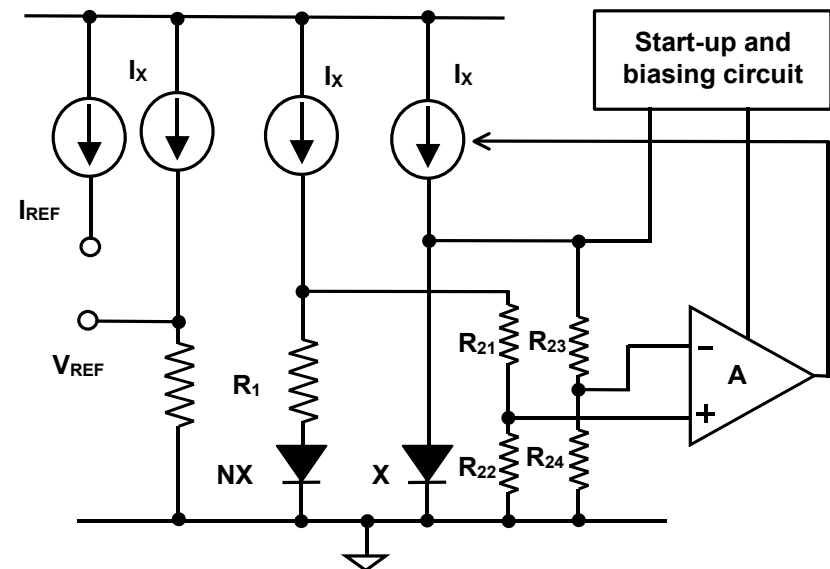 Start-up and
biasing circuit
I_X
I_X
I_X
I_REF
V_REF
R_1
R_21
R_23
R_22
R_24
NX
X
A
-
+